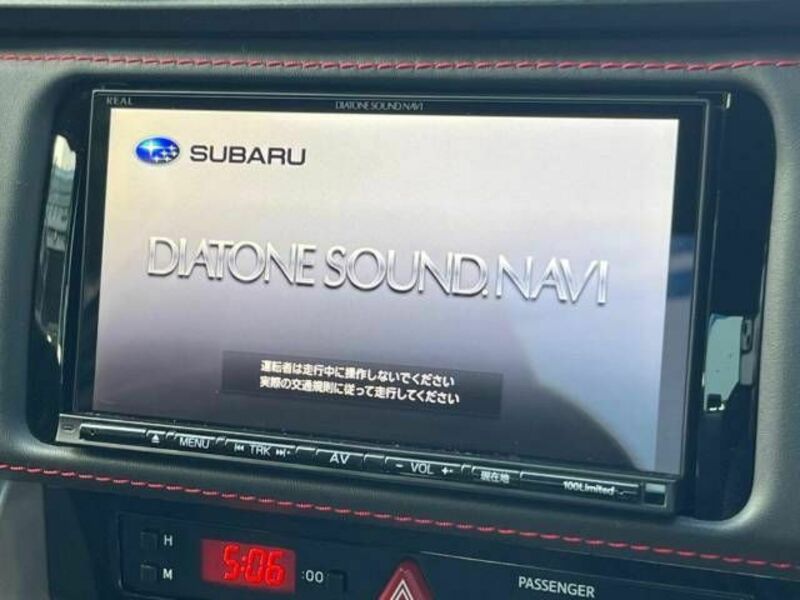 REAL
DIATONE SOUND.NAVI
SUBARU
DIATONE SOUND.NAVI
運転者は走行中に操作しないでください
実際の交通規則に従って走行してください
MENU TRK AV - VOL + 現在地 100Limited
H 5:06 :00
M
PASSENGER